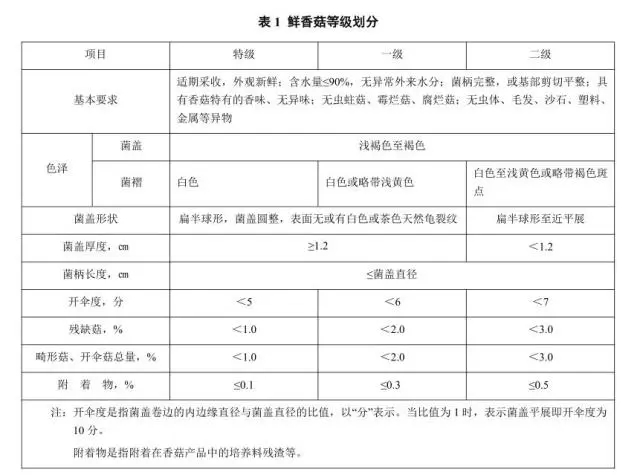 表 1 鲜香菇等级划分
项目 特级 一级 二级
基本要求
适期采收，外观新鲜；含水量≤90%，无异常外来水分；菌柄完整，或基部剪切平整；具
有香菇特有的香味、无异味；无虫蛀菇、霉烂菇、腐烂菇；无虫体、毛发、沙石、塑料、
金属等异物
色泽
菌盖 浅褐色至褐色
菌褶 白色 白色或略带浅黄色
白色至浅黄色或略带褐色斑
点
菌盖形状 扁半球形，菌盖圆整，表面无或有白色或茶色天然龟裂纹 扁半球形至近平展
菌盖厚度，㎝ ≥1.2 ＜1.2
菌柄长度，㎝ ≤菌盖直径
开伞度，分 ＜5 ＜6 ＜7
残缺菇，% ＜1.0 ＜2.0 ＜3.0
畸形菇、开伞菇总量，% ＜1.0 ＜2.0 ＜3.0
附 着 物，% ≤0.1 ≤0.3 ≤0.5
注：开伞度是指菌盖卷边的内边缘直径与菌盖直径的比值，以“分”表示。当比值为 1 时，表示菌盖平展即开伞度为
10 分。
附着物是指附着在香菇产品中的培养料残渣等。